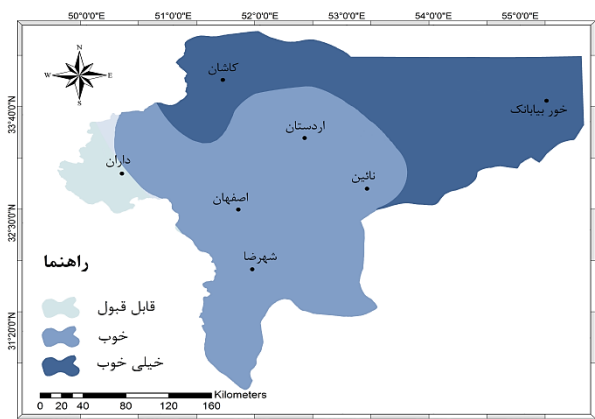 50°0'0"E 51°0'0"E 52°0'0"E 53°0'0"E 54°0'0"E 55°0'0"E
33°40'0"N
32°30'0"N
31°20'0"N
N
W E
S
کاشان
خور بیابانک
اردستان
داران
نائین
اصفهان
شهرضا
راهنما
قابل قبول
خوب
خیلی خوب
0 20 40 80 120 160 Kilometers